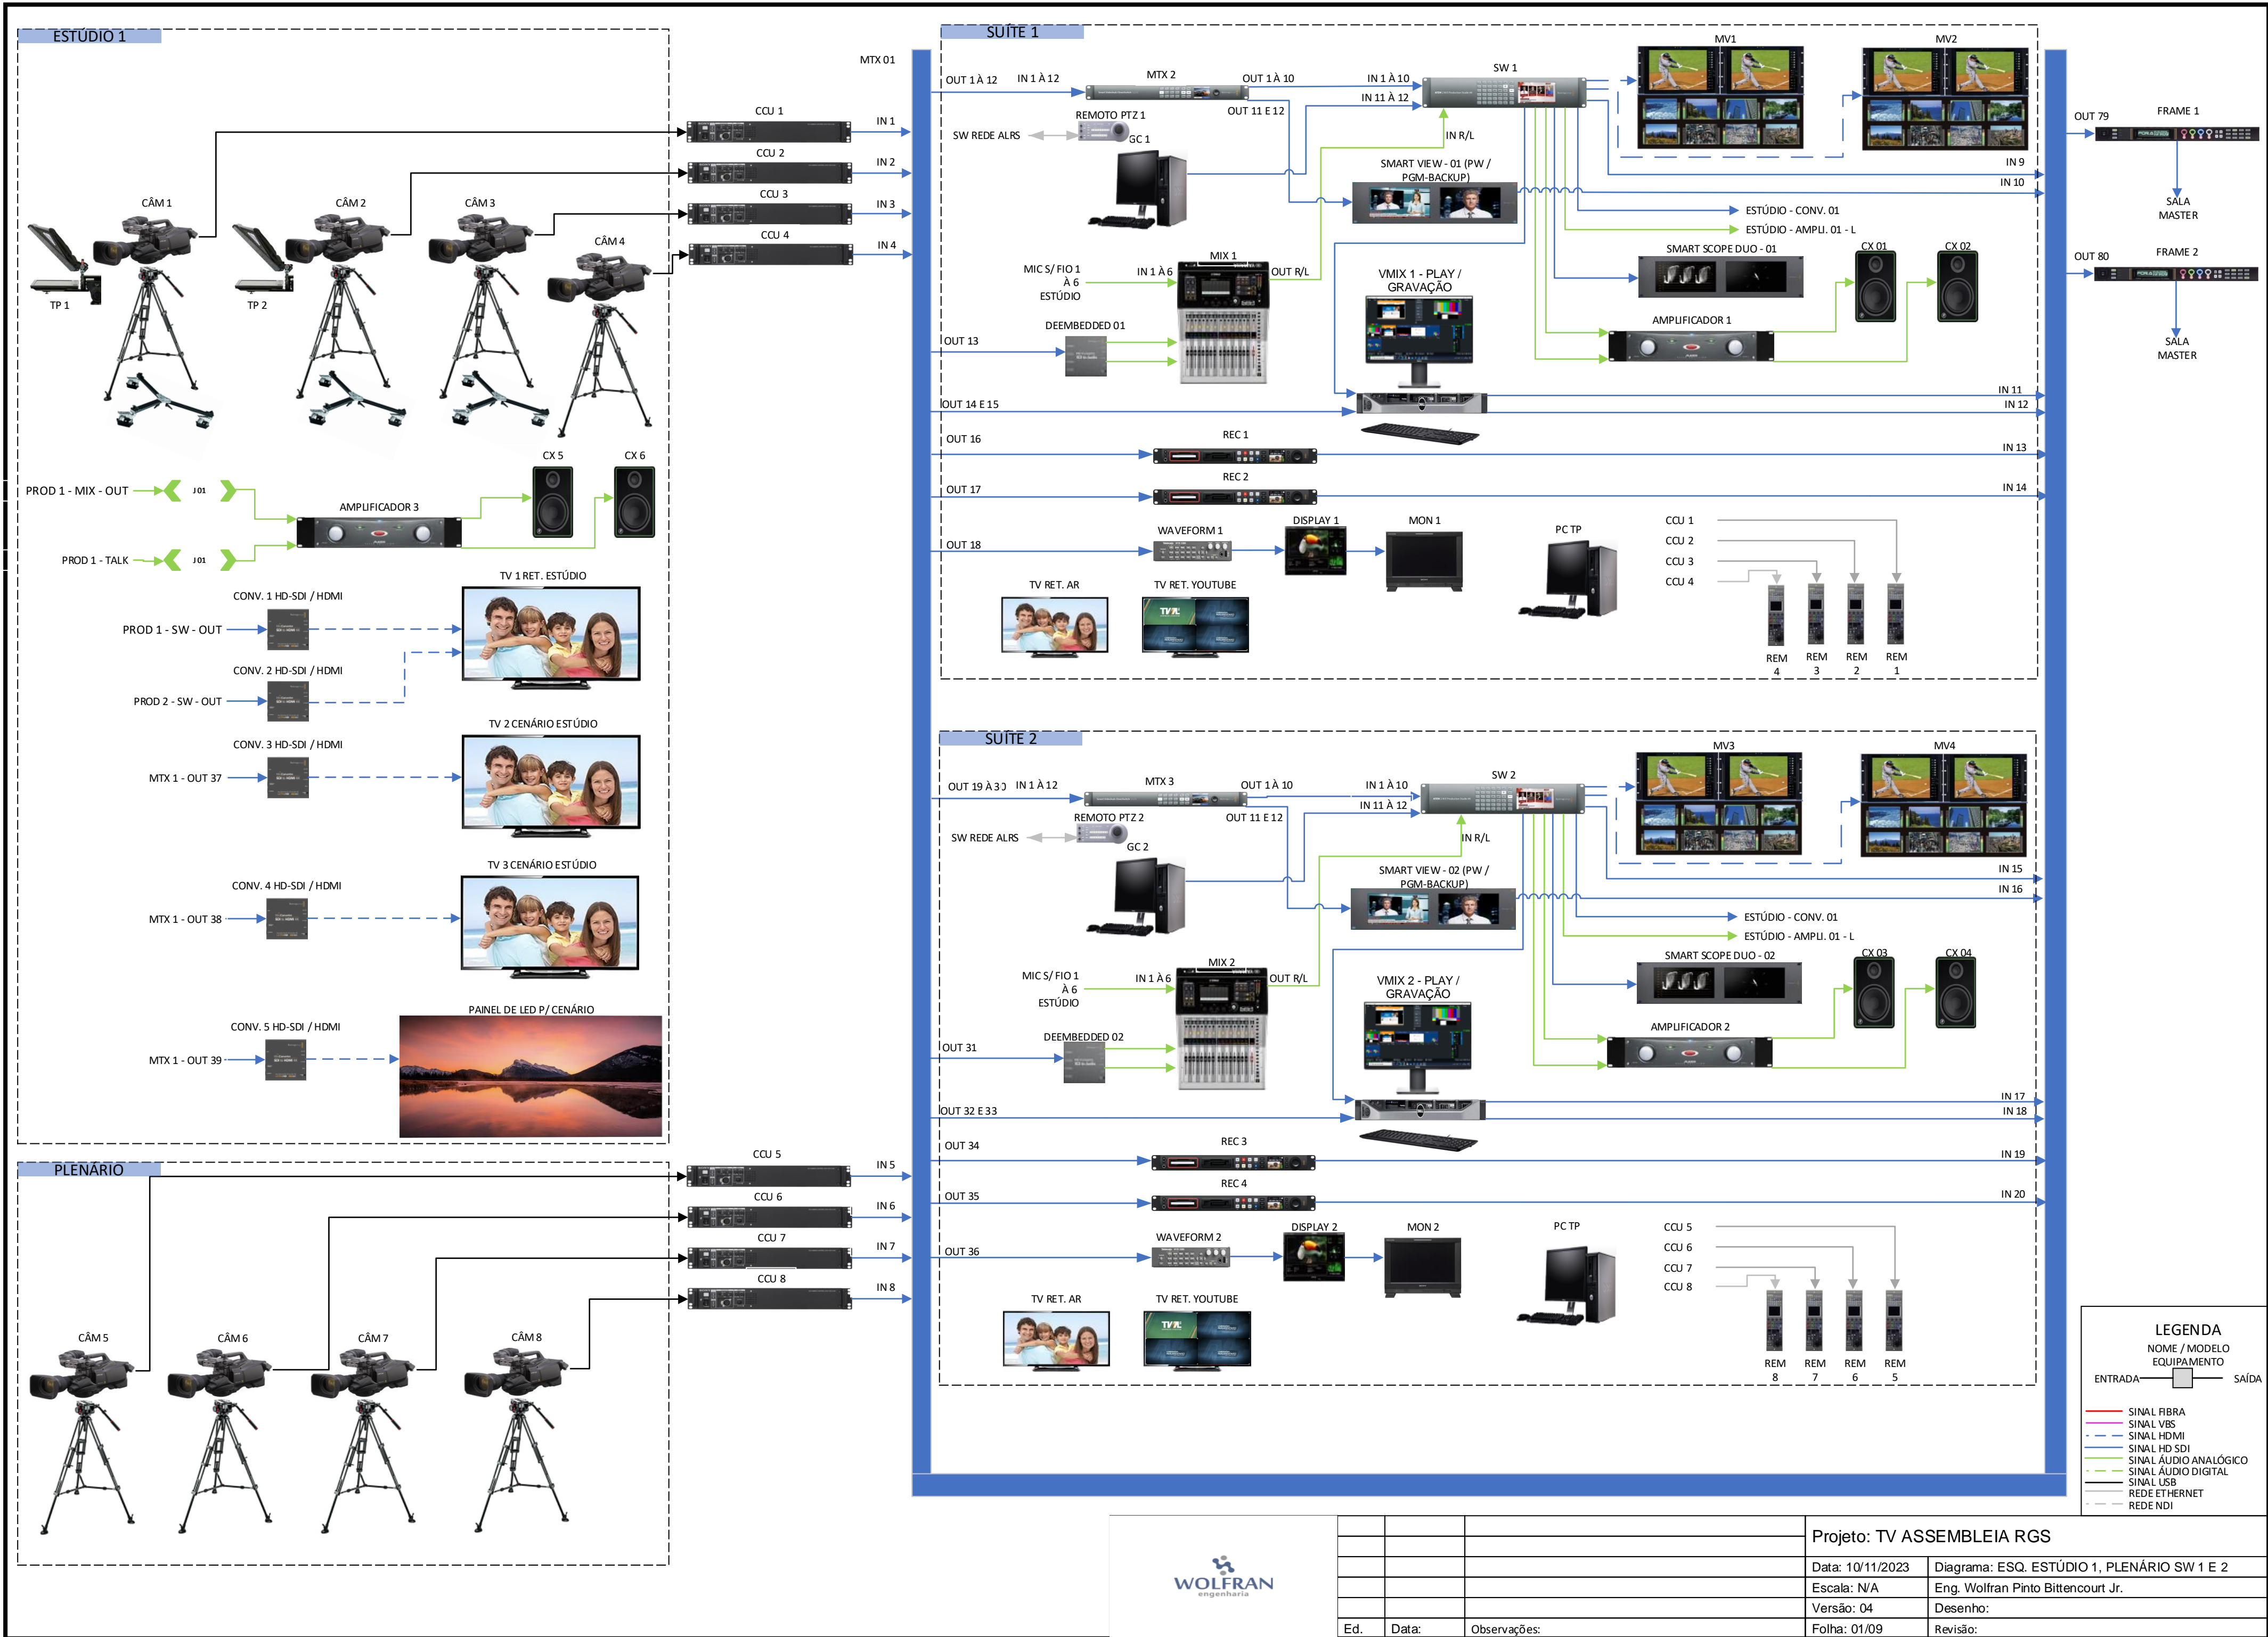 ESTÚDIO 1
CÂM 1
CÂM 2
CÂM 3
CÂM 4
TP 1
TP 2
CX 5
CX 6
PROD 1 - MIX - OUT
J 01
AMPLIFICADOR 3
PROD 1 - TALK
J 01
TV 1 RET. ESTÚDIO
CONV. 1 HD-SDI / HDMI
PROD 1 - SW - OUT
CONV. 2 HD-SDI / HDMI
PROD 2 - SW - OUT
TV 2 CENÁRIO ESTÚDIO
CONV. 3 HD-SDI / HDMI
MTX 1 - OUT 37
TV 3 CENÁRIO ESTÚDIO
CONV. 4 HD-SDI / HDMI
MTX 1 - OUT 38
PAINEL DE LED P/ CENÁRIO
CONV. 5 HD-SDI / HDMI
MTX 1 - OUT 39
PLENÁRIO
CÂM 5
CÂM 6
CÂM 7
CÂM 8
MTX 01
CCU 1
IN 1
CCU 2
IN 2
CCU 3
IN 3
CCU 4
IN 4
CCU 5
IN 5
CCU 6
IN 6
CCU 7
IN 7
CCU 8
IN 8
SUÍTE 1
OUT 1 À 12
IN 1 À 12
MTX 2
OUT 1 À 10
OUT 11 E 12
IN 1 À 10
IN 11 À 12
SW 1
MV1
MV2
REMOTO PTZ 1
SW REDE ALRS
GC 1
IN R/L
SMART VIEW - 01 (PW /
PGM-BACKUP)
IN 9
IN 10
ESTÚDIO - CONV. 01
ESTÚDIO - AMPLI. 01 - L
SMART SCOPE DUO - 01
CX 01
CX 02
MIX 1
MIC S/ FIO 1
À 6
ESTÚDIO
IN 1 À 6
OUT R/L
VMIX 1 - PLAY /
GRAVAÇÃO
DEEMBEDDED 01
AMPLIFICADOR 1
OUT 13
OUT 14 E 15
IN 11
IN 12
OUT 16
REC 1
IN 13
OUT 17
REC 2
IN 14
OUT 18
WAVEFORM 1
DISPLAY 1
MON 1
PC TP
CCU 1
CCU 2
CCU 3
CCU 4
TV RET. AR
TV RET. YOUTUBE
REM
4
REM
3
REM
2
REM
1
SUÍTE 2
OUT 19 À 30
IN 1 À 12
MTX 3
OUT 1 À 10
OUT 11 E 12
IN 1 À 10
IN 11 À 12
SW 2
MV3
MV4
REMOTO PTZ 2
SW REDE ALRS
GC 2
IN R/L
SMART VIEW - 02 (PW /
PGM-BACKUP)
IN 15
IN 16
ESTÚDIO - CONV. 01
ESTÚDIO - AMPLI. 01 - L
SMART SCOPE DUO - 02
CX 03
CX 04
MIX 2
MIC S/ FIO 1
À 6
ESTÚDIO
IN 1 À 6
OUT R/L
VMIX 2 - PLAY /
GRAVAÇÃO
DEEMBEDDED 02
AMPLIFICADOR 2
OUT 31
OUT 32 E 33
IN 17
IN 18
OUT 34
REC 3
IN 19
OUT 35
REC 4
IN 20
OUT 36
WAVEFORM 2
DISPLAY 2
MON 2
PC TP
CCU 5
CCU 6
CCU 7
CCU 8
TV RET. AR
TV RET. YOUTUBE
REM
8
REM
7
REM
6
REM
5
OUT 79
FRAME 1
SALA
MASTER
OUT 80
FRAME 2
SALA
MASTER
LEGENDA
NOME / MODELO
EQUIPAMENTO
ENTRADA
SAÍDA
SINAL FIBRA
SINAL VBS
SINAL HDMI
SINAL HD SDI
SINAL ÁUDIO ANALÓGICO
SINAL ÁUDIO DIGITAL
SINAL USB
REDE ETHERNET
REDE NDI
WOLFRAN
engenharia
Ed.
Data:
Observações:
Projeto: TV ASSEMBLEIA RGS
Data: 10/11/2023
Diagrama: ESQ. ESTÚDIO 1, PLENÁRIO SW 1 E 2
Escala: N/A
Eng. Wolfran Pinto Bittencourt Jr.
Versão: 04
Desenho:
Folha: 01/09
Revisão: